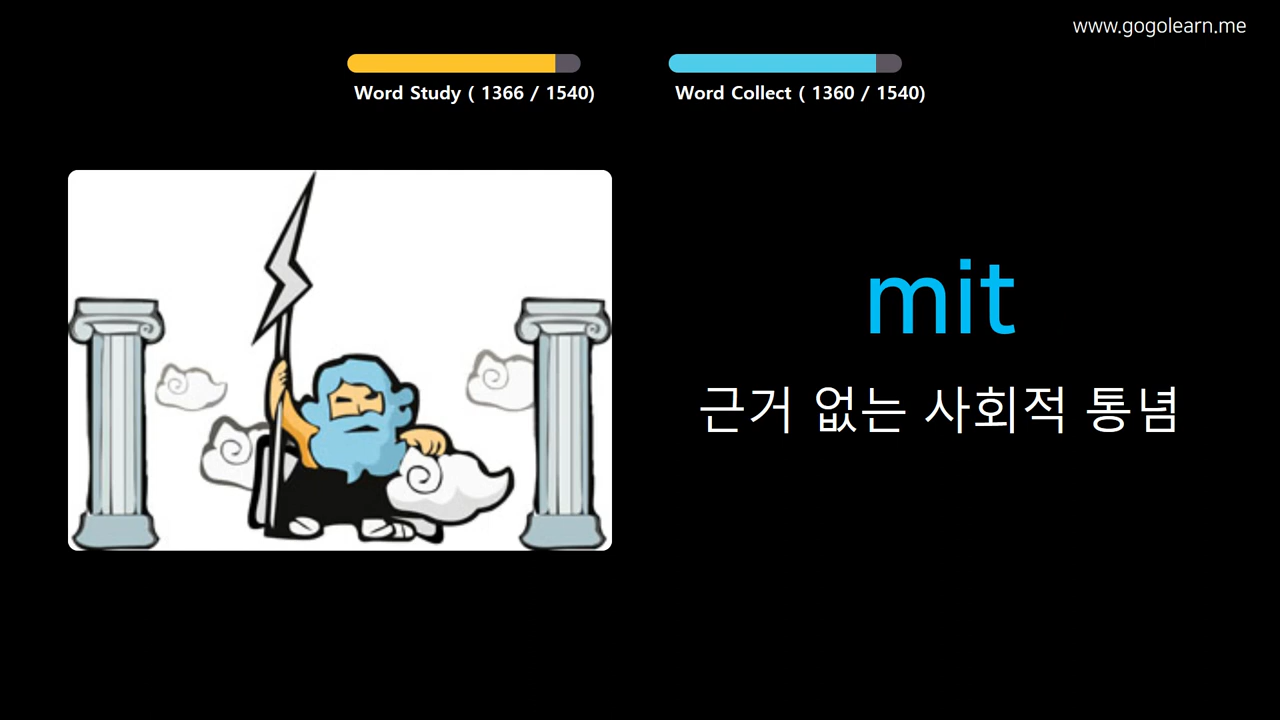 www.gogolearn.me
Word Study ( 1366 / 1540)
Word Collect ( 1360 / 1540)
mit
근거 없는 사회적 통념